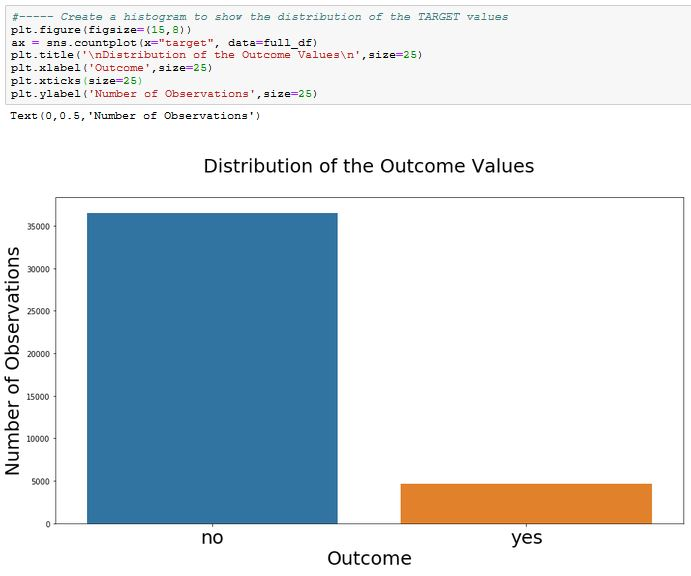 #----- Create a histogram to show the distribution of the TARGET values
plt.figure(figsize=(15,8))
ax = sns.countplot(x="target", data=full_df)
plt.title('\nDistribution of the Outcome Values\n',size=25)
plt.xlabel('Outcome',size=25)
plt.xticks(size=25)
plt.ylabel('Number of Observations',size=25)
Text(0,0.5,'Number of Observations')
Distribution of the Outcome Values
Number of Observations
35000
30000
25000
20000
15000
10000
5000
0
no yes
Outcome